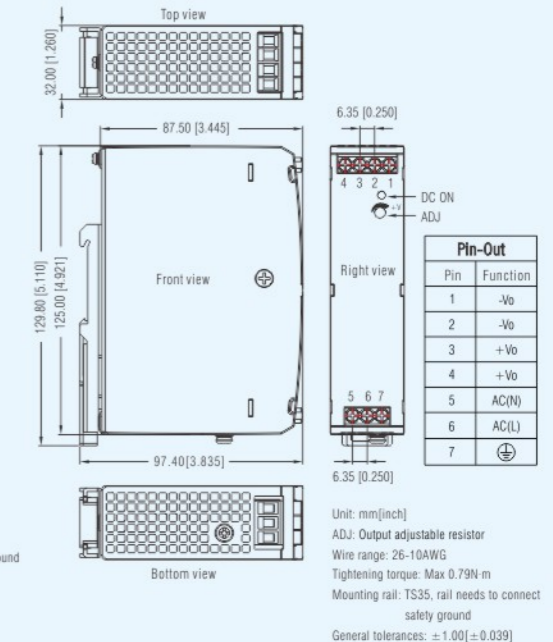 Top view
32.00 [1.260]
87.50 [3.445]
6.35 [0.250]
4 3 2 1
DC ON
+V
ADJ
129.80 [5.110]
125.00 [4.921]
Front view
Right view
Pin-Out
Pin Function
1 -Vo
2 -Vo
3 +Vo
4 +Vo
5 AC(N)
6 AC(L)
7
5 6 7
97.40[3.835]
6.35 [0.250]
Bottom view
Unit: mm[inch]
ADJ: Output adjustable resistor
Wire range: 26-10AWG
Tightening torque: Max 0.79N·m
Mounting rail: TS35, rail needs to connect
safety ground
General tolerances: ±1.00[±0.039]